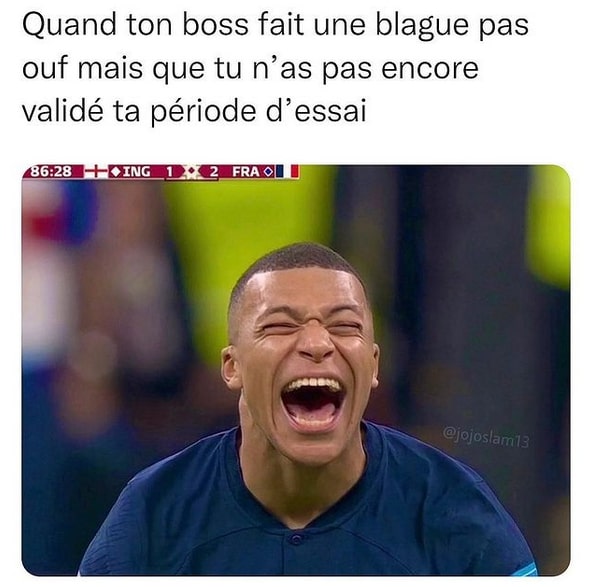 Quand ton boss fait une blague pas
ouf mais que tu n’as pas encore
validé ta période d’essai
86:28 ING 1 2 FRA
@jojoslam13